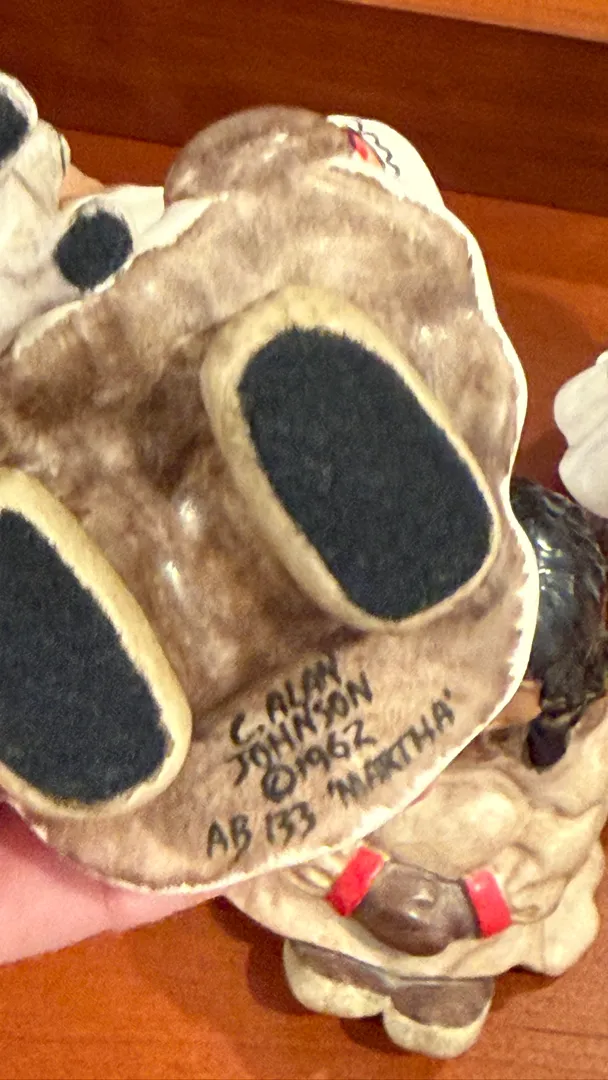 C. ALAN
JOHNSON
©1962
AB 133 'MARTHA'